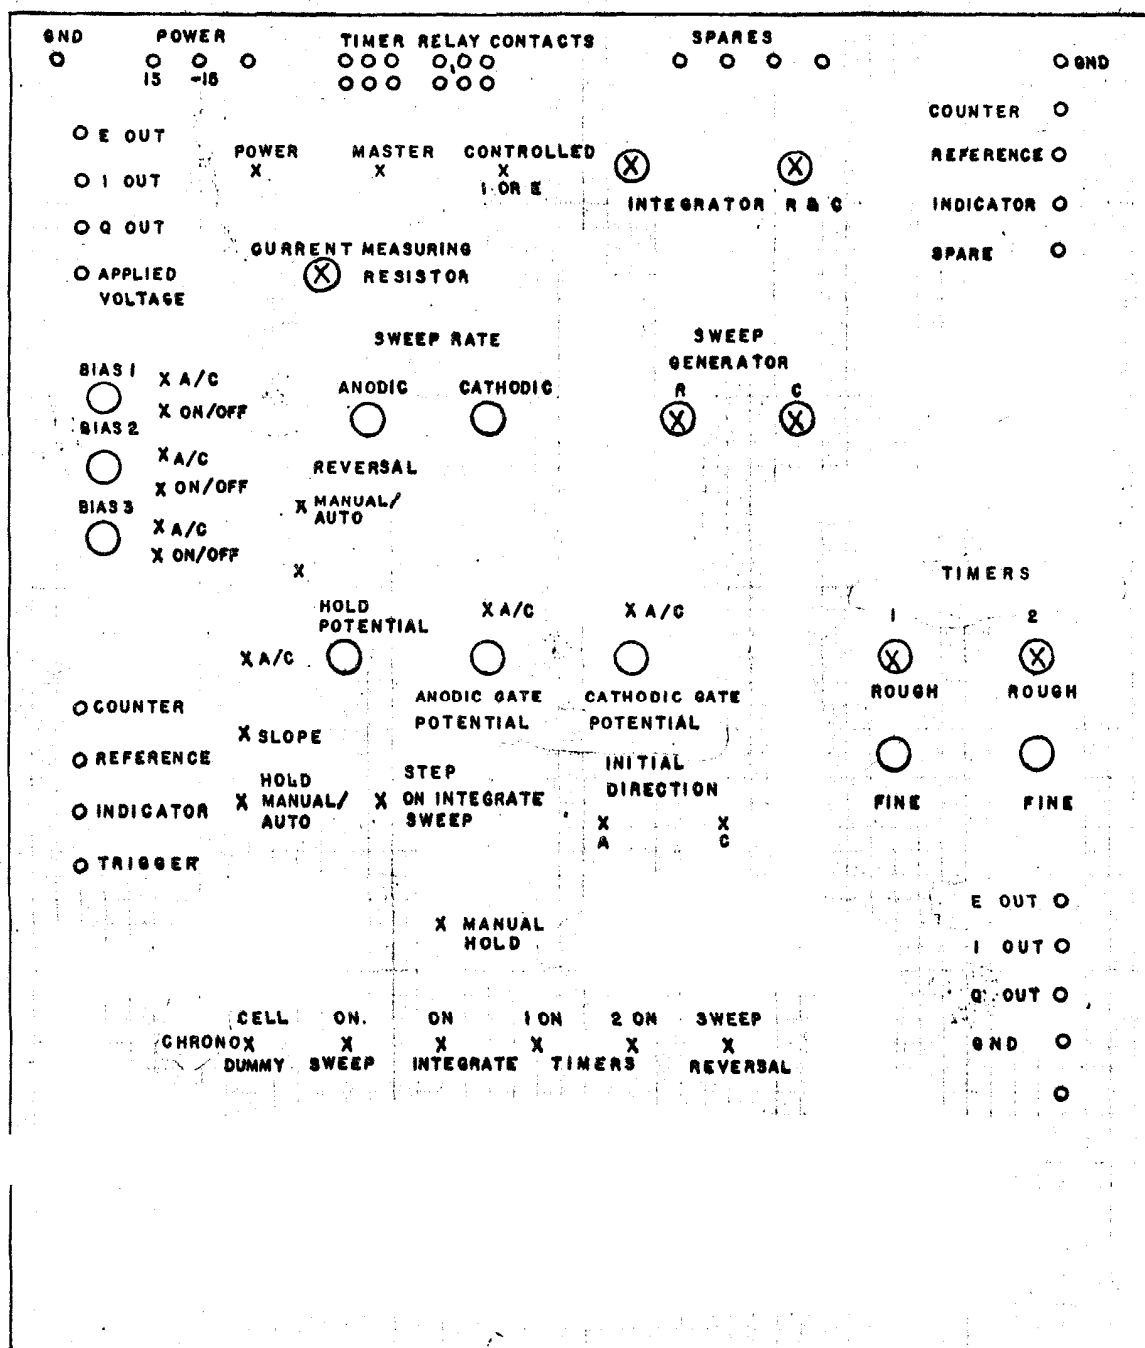 GND POWER TIMER RELAY CONTACTS SPARES
15 -15 GND
E OUT
I OUT
Q OUT
APPLIED
VOLTAGE
POWER MASTER CONTROLLED
X X X
I OR E
X X
INTEGRATOR R & C
COUNTER
REFERENCE
INDICATOR
SPARE
CURRENT MEASURING
X RESISTOR
SWEEP RATE
ANODIC CATHODIC
SWEEP
GENERATOR
R C
X X
BIAS 1
X A/C
X ON/OFF
BIAS 2
X A/C
X ON/OFF
BIAS 3
X A/C
X ON/OFF
REVERSAL
X MANUAL/
AUTO
X
HOLD
POTENTIAL
X A/C
X A/C
ANODIC GATE
POTENTIAL
X A/C
CATHODIC GATE
POTENTIAL
TIMERS
1 2
X X
ROUGH ROUGH
FINE FINE
COUNTER
REFERENCE
INDICATOR
TRIGGER
X SLOPE
HOLD
X MANUAL/
AUTO
STEP
X ON INTEGRATE
SWEEP
INITIAL
DIRECTION
X X
A C
X MANUAL
HOLD
E OUT
I OUT
Q OUT
GND
CELL ON. ON 1 ON 2 ON SWEEP
CHRONO X X X X X X
DUMMY SWEEP INTEGRATE TIMERS REVERSAL